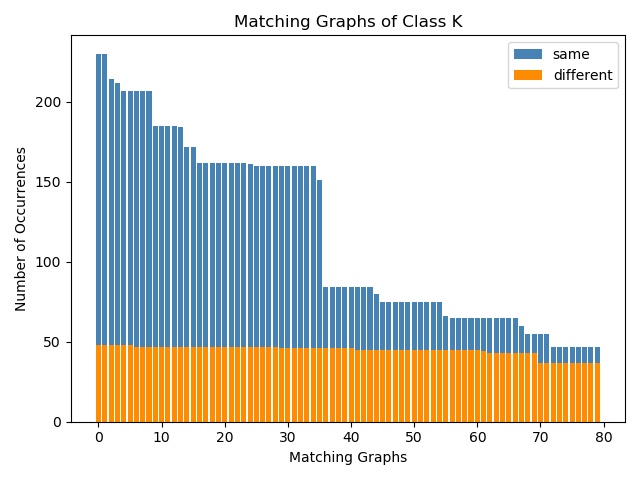 Matching Graphs of Class K
same
different
Number of Occurrences
200
150
100
50
0
0 10 20 30 40 50 60 70 80
Matching Graphs